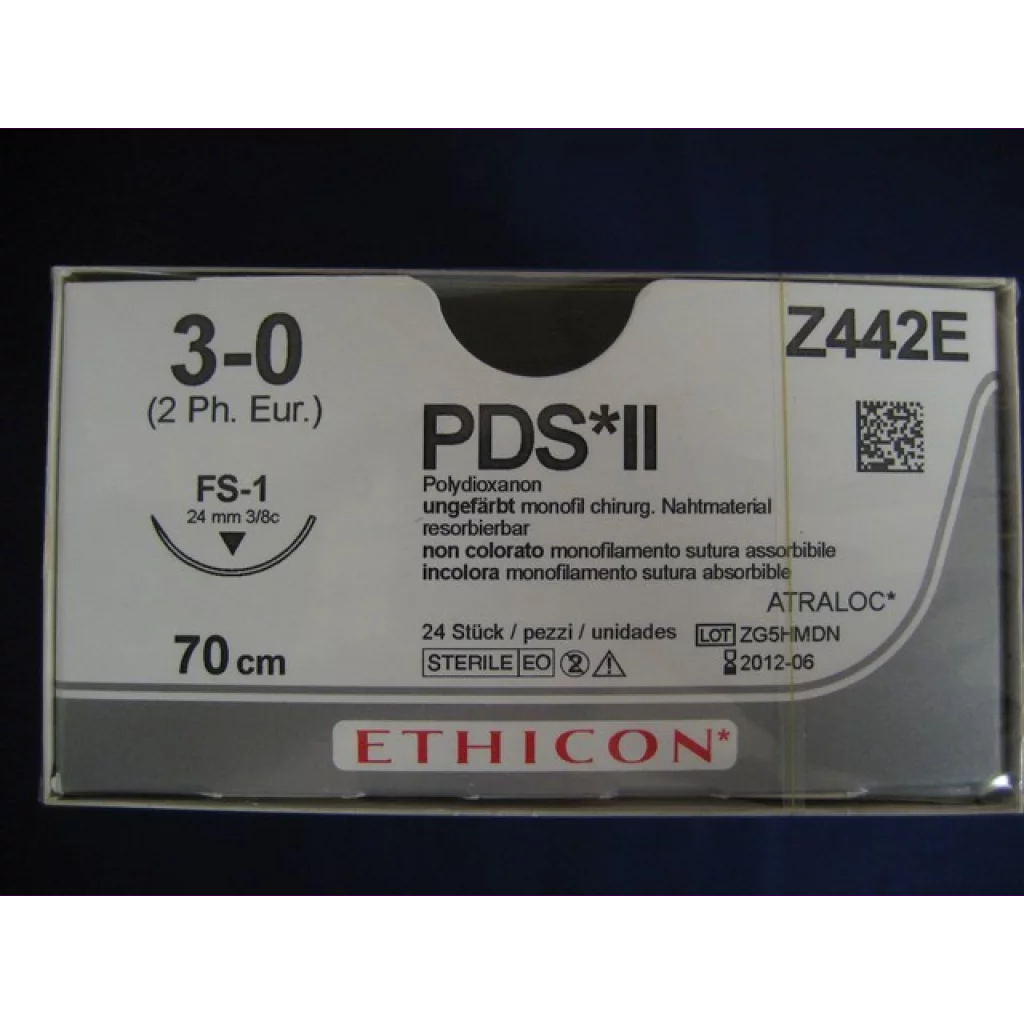 3-0
(2 Ph. Eur.)
FS-1
24 mm 3/8c
70 cm
Z442E
PDS*II
Polydioxanon
ungefärbt monofil chirurg. Nahtmaterial
resorbierbar
non colorato monofilamento sutura assorbibile
incolora monofilamento sutura absorbible
ATRALOC*
24 Stück / pezzi / unidades
LOT ZG5HMDN
STERILE EO 2
2012-06
ETHICON*